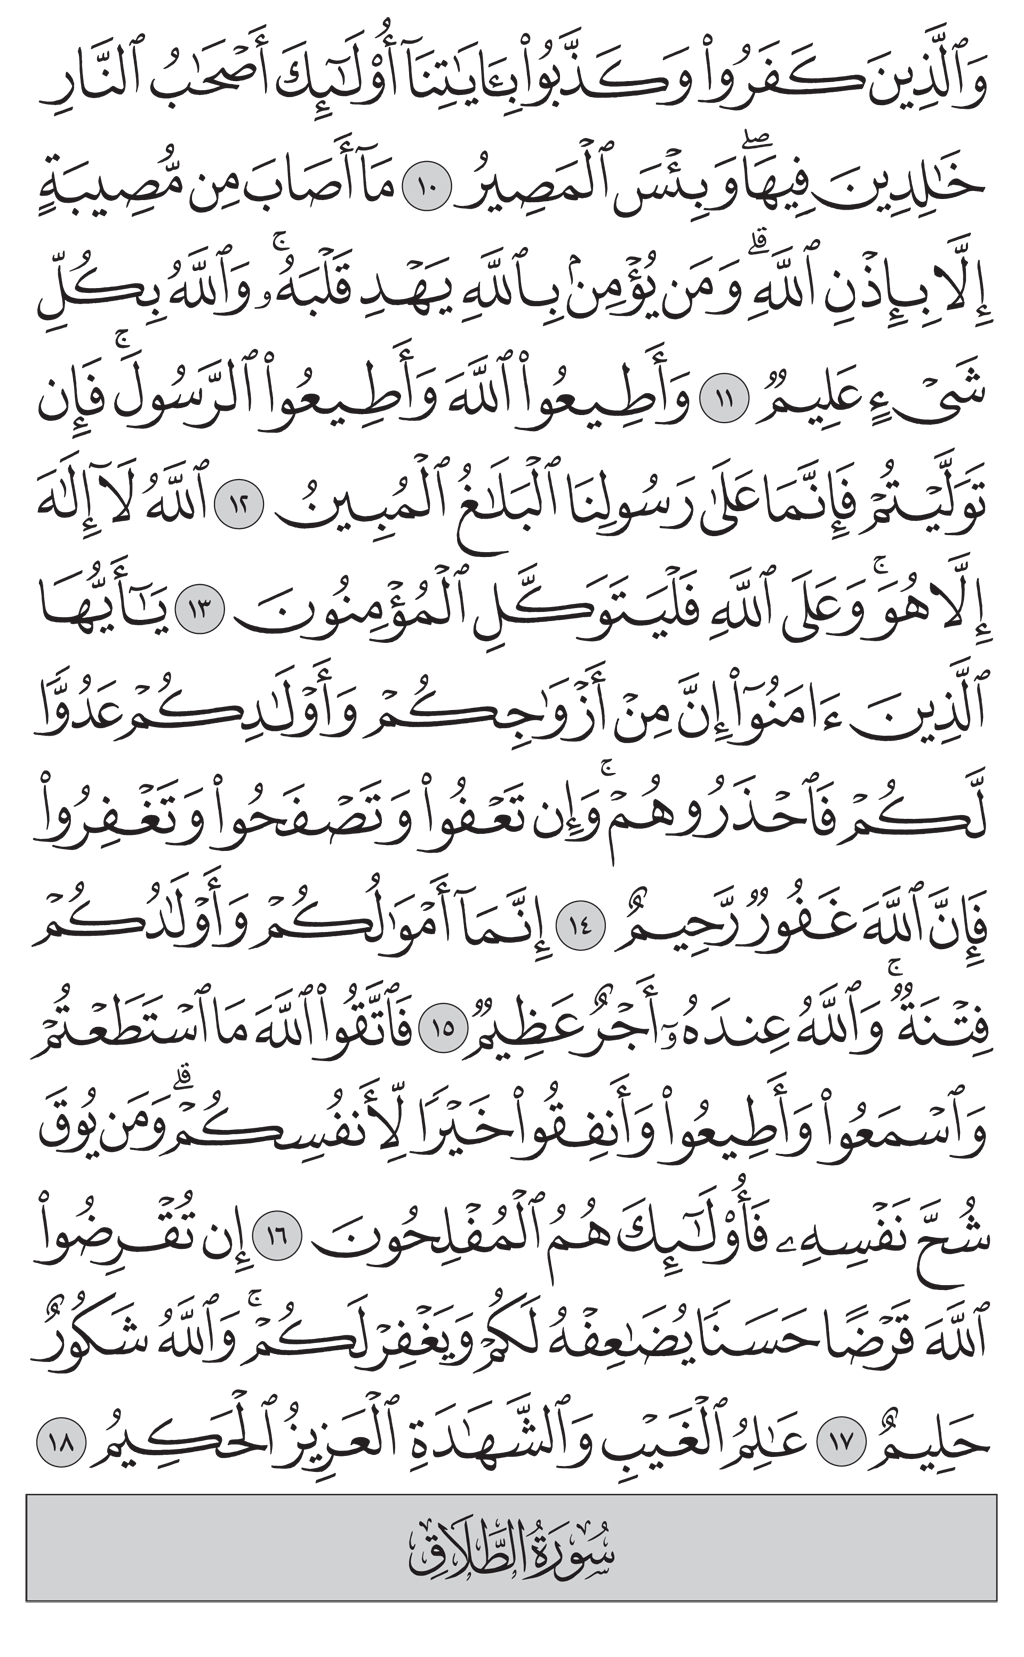 وَٱلَّذِينَ كَفَرُوا۟ وَكَذَّبُوا۟ بِـَٔايَـٰتِنَآ أُو۟لَـٰٓئِكَ أَصْحَـٰبُ ٱلنَّارِ
خَـٰلِدِينَ فِيهَا ۖ وَبِئْسَ ٱلْمَصِيرُ ١٠ مَآ أَصَابَ مِن مُّصِيبَةٍ
إِلَّا بِإِذْنِ ٱللَّهِ ۗ وَمَن يُؤْمِنۢ بِٱللَّهِ يَهْدِ قَلْبَهُۥ ۚ وَٱللَّهُ بِكُلِّ
شَىْءٍ عَلِيمٌ ١١ وَأَطِيعُوا۟ ٱللَّهَ وَأَطِيعُوا۟ ٱلرَّسُولَ ۚ فَإِن
تَوَلَّيْتُمْ فَإِنَّمَا عَلَىٰ رَسُولِنَا ٱلْبَلَـٰغُ ٱلْمُبِينُ ١٢ ٱللَّهُ لَآ إِلَـٰهَ
إِلَّا هُوَ ۚ وَعَلَى ٱللَّهِ فَلْيَتَوَكَّلِ ٱلْمُؤْمِنُونَ ١٣ يَـٰٓأَيُّهَا
ٱلَّذِينَ ءَامَنُوٓا۟ إِنَّ مِنْ أَزْوَٰجِكُمْ وَأَوْلَـٰدِكُمْ عَدُوًّا
لَّكُمْ فَٱحْذَرُوهُمْ ۚ وَإِن تَعْفُوا۟ وَتَصْفَحُوا۟ وَتَغْفِرُوا۟
فَإِنَّ ٱللَّهَ غَفُورٌ رَّحِيمٌ ١٤ إِنَّمَآ أَمْوَٰلُكُمْ وَأَوْلَـٰدُكُمْ
فِتْنَةٌ ۚ وَٱللَّهُ عِندَهُۥٓ أَجْرٌ عَظِيمٌ ١٥ فَٱتَّقُوا۟ ٱللَّهَ مَا ٱسْتَطَعْتُمْ
وَٱسْمَعُوا۟ وَأَطِيعُوا۟ وَأَنفِقُوا۟ خَيْرًا لِّأَنفُسِكُمْ ۗ وَمَن يُوقَ
شُحَّ نَفْسِهِۦ فَأُو۟لَـٰٓئِكَ هُمُ ٱلْمُفْلِحُونَ ١٦ إِن تُقْرِضُوا۟
ٱللَّهَ قَرْضًا حَسَنًا يُضَـٰعِفْهُ لَكُمْ وَيَغْفِرْ لَكُمْ ۚ وَٱللَّهُ شَكُورٌ
حَلِيمٌ ١٧ عَـٰلِمُ ٱلْغَيْبِ وَٱلشَّهَـٰدَةِ ٱلْعَزِيزُ ٱلْحَكِيمُ ١٨
سُورَةُ الطَّلَاقِ